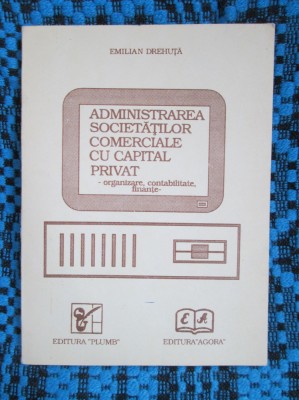 EMILIAN DREHUȚĂ
ADMINISTRAREA
SOCIETĂȚILOR
COMERCIALE
CU CAPITAL
PRIVAT
- organizare, contabilitate,
finanțe-
E A
EDITURA "PLUMB"
EDITURA"AGORA"